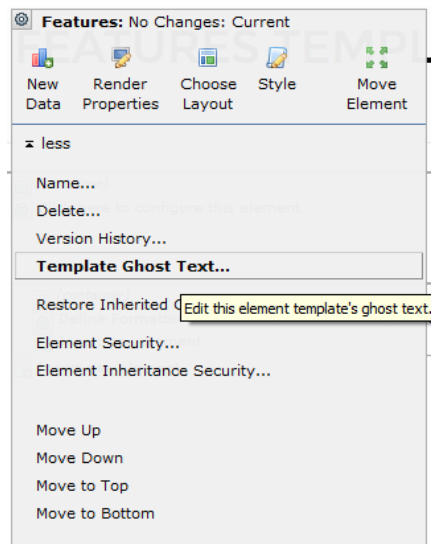 Features: No Changes: Current
FEATURES TEMPL
New Data
Render Properties
Choose Layout
Style
Move Element
less
Name...
Delete...
Version History...
Template Ghost Text...
Restore Inherited
Edit this element template's ghost text.
Element Security...
Element Inheritance Security...
Move Up
Move Down
Move to Top
Move to Bottom